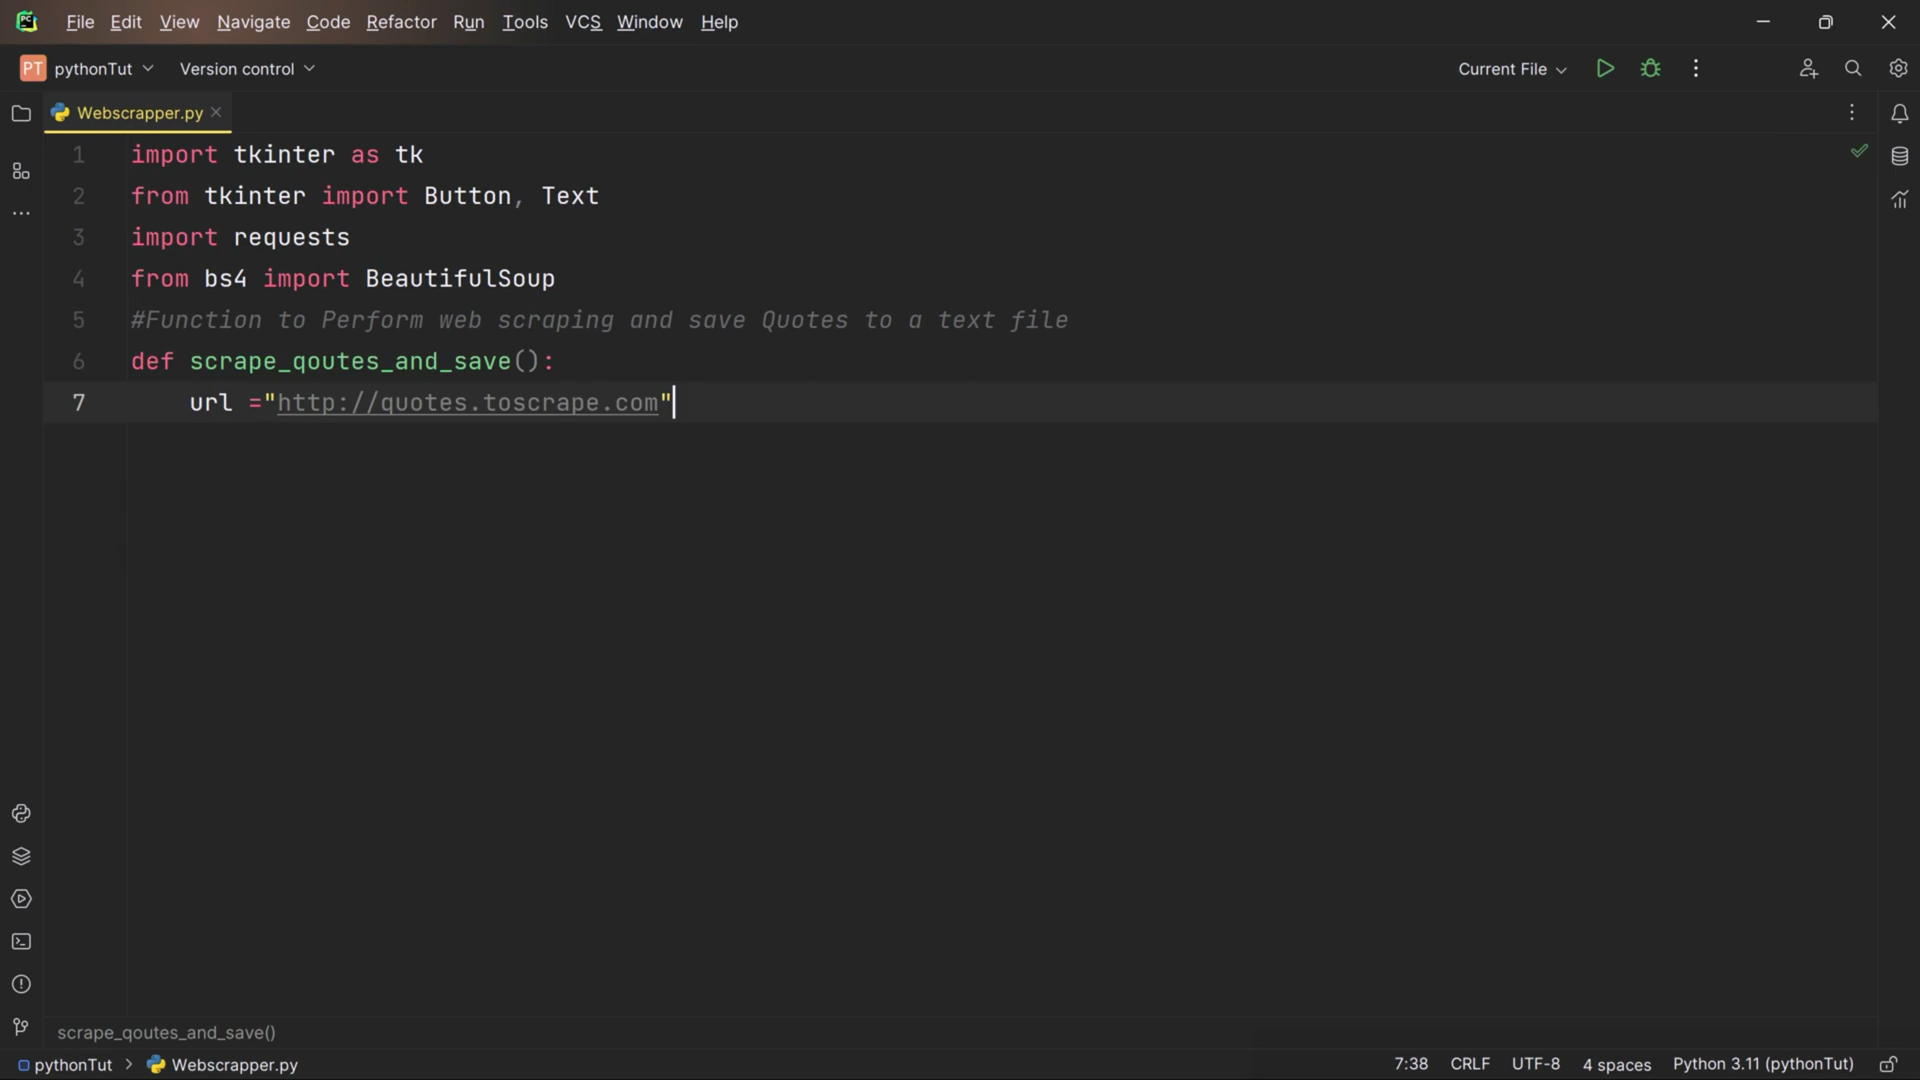 File Edit View Navigate Code Refactor Run Tools VCS Window Help
PT pythonTut Version control Current File
Webscrapper.py
1 import tkinter as tk
2 from tkinter import Button, Text
3 import requests
4 from bs4 import BeautifulSoup
5 #Function to Perform web scraping and save Quotes to a text file
6 def scrape_qoutes_and_save():
7 url ="http://quotes.toscrape.com"
scrape_qoutes_and_save()
pythonTut > Webscrapper.py 7:38 CRLF UTF-8 4 spaces Python 3.11 (pythonTut)